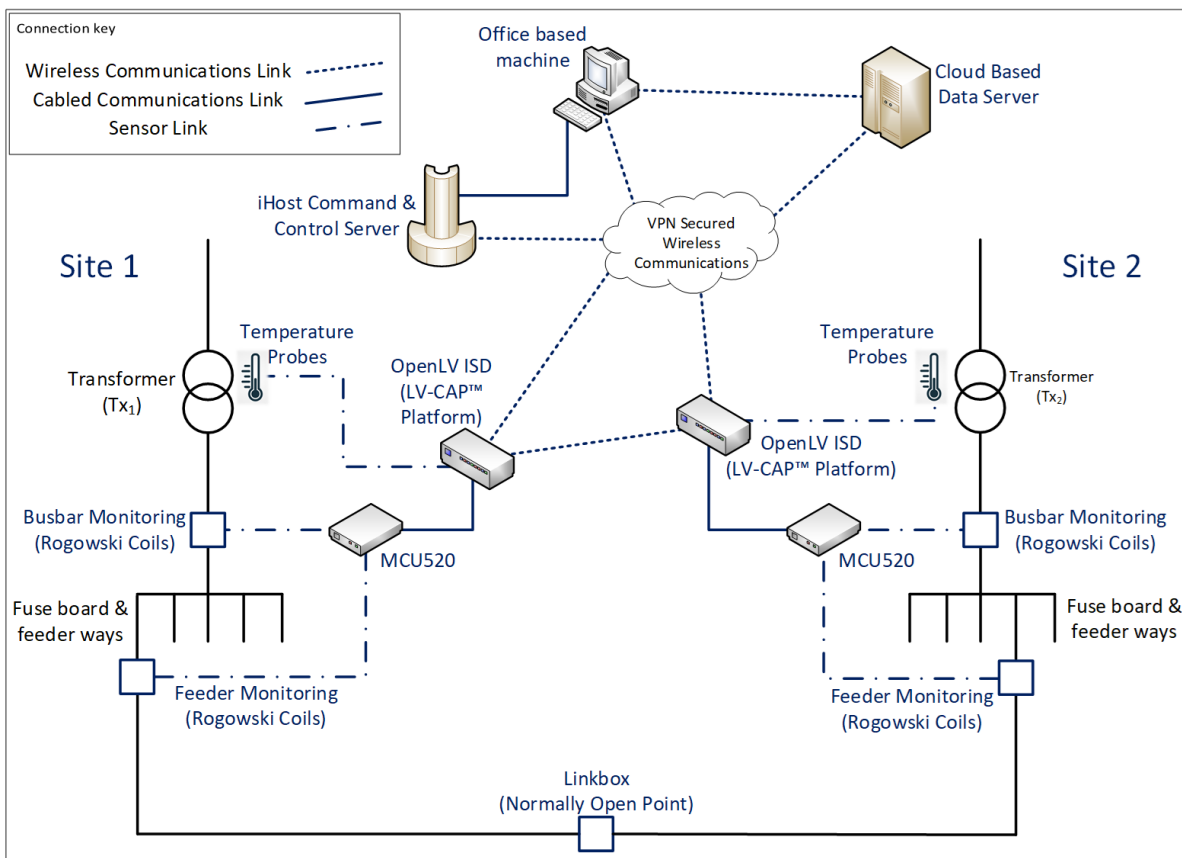 Connection key
Wireless Communications Link
Cabled Communications Link
Sensor Link
Office based
machine
Cloud Based
Data Server
iHost Command &
Control Server
VPN Secured
Wireless
Communications
Site 1
Site 2
Temperature
Probes
Transformer
(Tx₁)
OpenLV ISD
(LV-CAP™
Platform)
Temperature
Probes
Transformer
(Tx₂)
OpenLV ISD
(LV-CAP™ Platform)
Busbar Monitoring
(Rogowski Coils)
MCU520
MCU520
Busbar Monitoring
(Rogowski Coils)
Fuse board &
feeder ways
Fuse board &
feeder ways
Feeder Monitoring
(Rogowski Coils)
Feeder Monitoring
(Rogowski Coils)
Linkbox
(Normally Open Point)